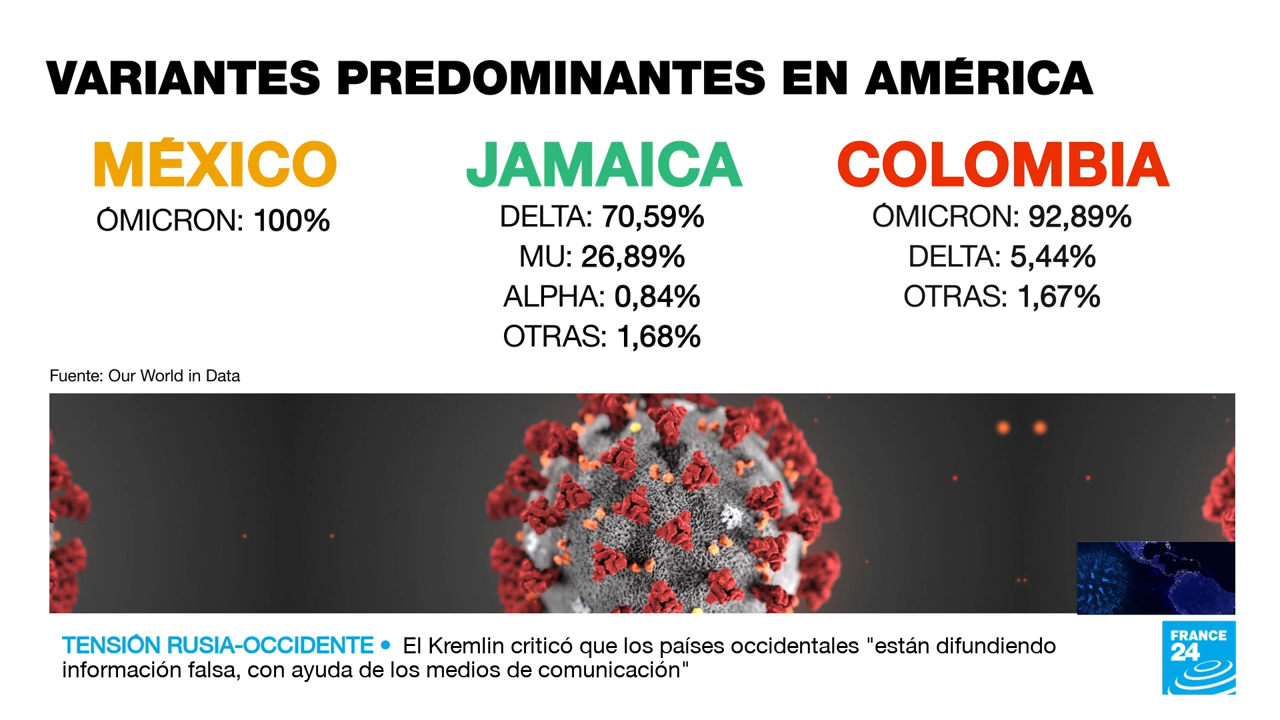 VARIANTES PREDOMINANTES EN AMÉRICA
MÉXICO
ÓMICRON: 100%
JAMAICA
DELTA: 70,59%
MU: 26,89%
ALPHA: 0,84%
OTRAS: 1,68%
COLOMBIA
ÓMICRON: 92,89%
DELTA: 5,44%
OTRAS: 1,67%
Fuente: Our World in Data
TENSIÓN RUSIA-OCCIDENTE • El Kremlin criticó que los países occidentales "están difundiendo
información falsa, con ayuda de los medios de comunicación"
FRANCE
24